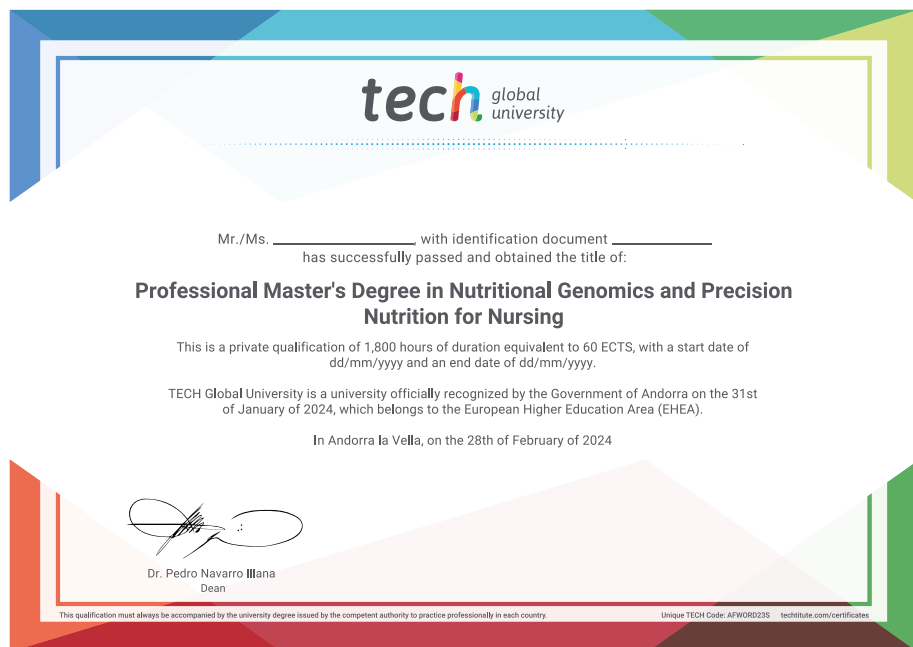 tech global
university
Mr./Ms. ________________, with identification document ____________
has successfully passed and obtained the title of:
Professional Master's Degree in Nutritional Genomics and Precision
Nutrition for Nursing
This is a private qualification of 1,800 hours of duration equivalent to 60 ECTS, with a start date of
dd/mm/yyyy and an end date of dd/mm/yyyy.
TECH Global University is a university officially recognized by the Government of Andorra on the 31st
of January of 2024, which belongs to the European Higher Education Area (EHEA).
In Andorra la Vella, on the 28th of February of 2024
Dr. Pedro Navarro Illana
Dean
This qualification must always be accompanied by the university degree issued by the competent authority to practice professionally in each country.
Unique TECH Code: AFWORD23S techtitute.com/certificates